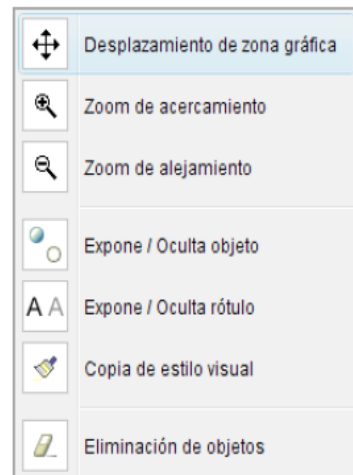 Desplazamiento de zona gráfica
Zoom de acercamiento
Zoom de alejamiento
Expone / Oculta objeto
A A Expone / Oculta rótulo
Copia de estilo visual
Eliminación de objetos